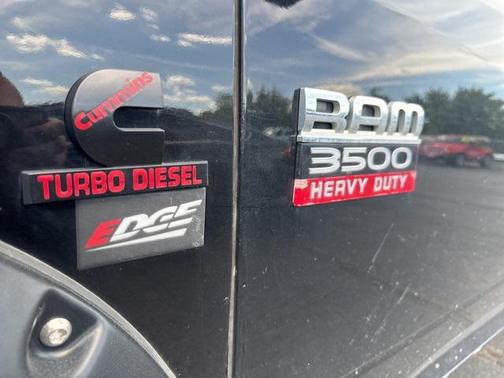 Cummins
TURBO DIESEL
EDGE
RAM
3500
HEAVY DUTY